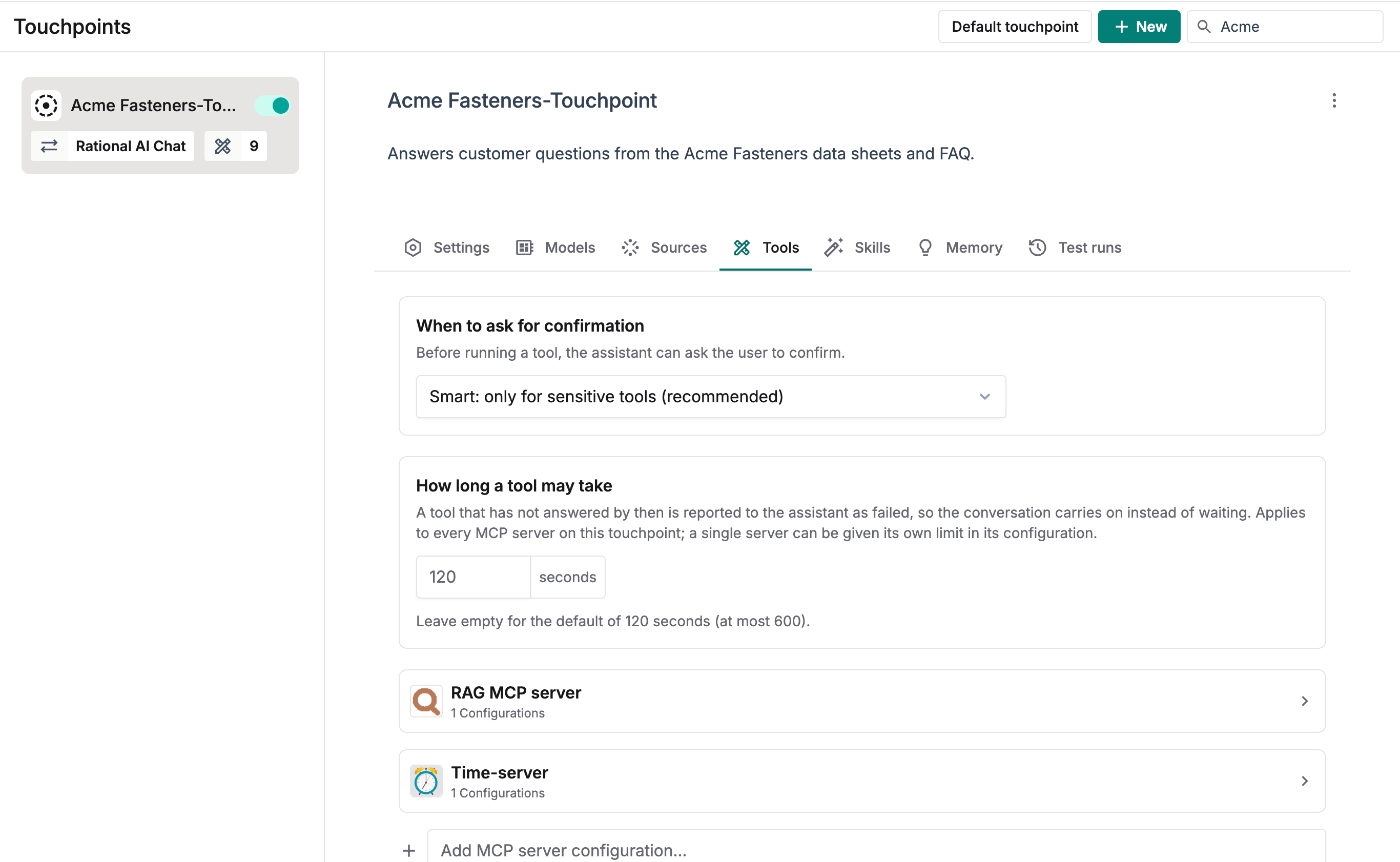 Touchpoints
Default touchpoint
+ New
Acme
Acme Fasteners-To...
Rational AI Chat
9
Acme Fasteners-Touchpoint
Answers customer questions from the Acme Fasteners data sheets and FAQ.
Settings
Models
Sources
Tools
Skills
Memory
Test runs
When to ask for confirmation
Before running a tool, the assistant can ask the user to confirm.
Smart: only for sensitive tools (recommended)
How long a tool may take
A tool that has not answered by then is reported to the assistant as failed, so the conversation carries on instead of waiting. Applies
to every MCP server on this touchpoint; a single server can be given its own limit in its configuration.
120
seconds
Leave empty for the default of 120 seconds (at most 600).
RAG MCP server
1 Configurations
Time-server
1 Configurations
+ Add MCP server configuration...